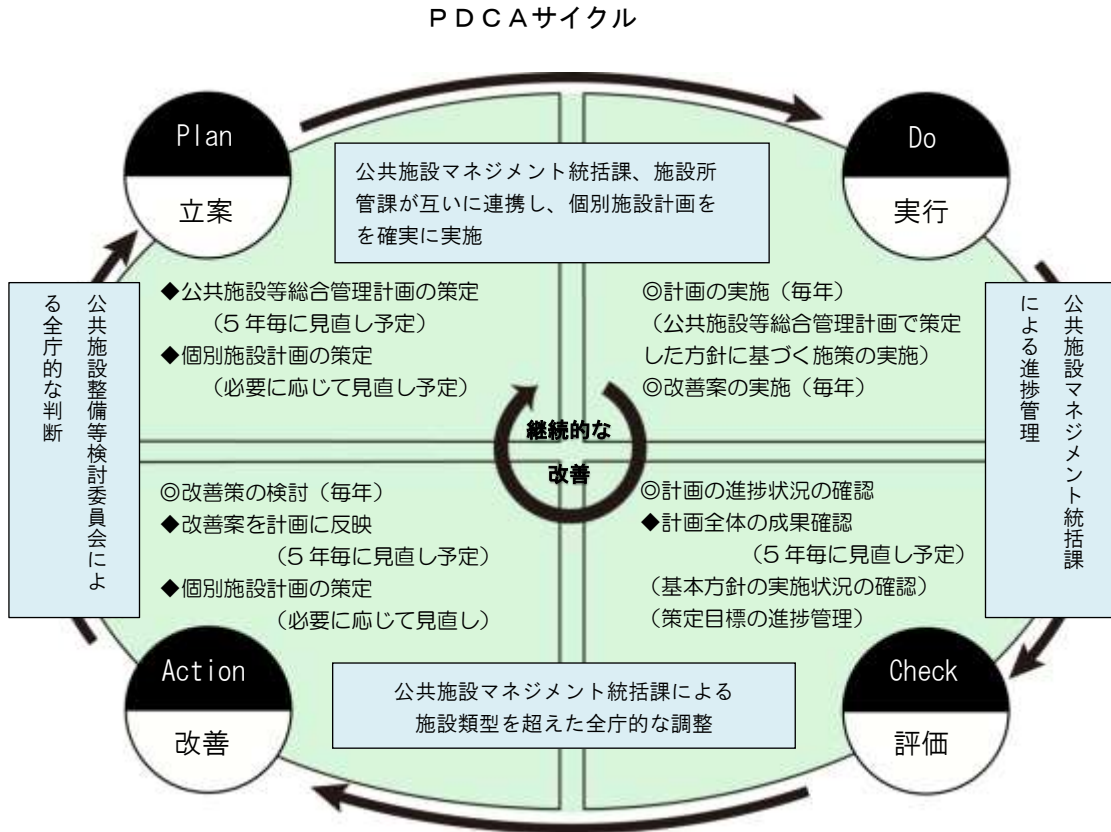 ＰＤＣＡサイクル
Plan
立案
Do
実行
公共施設マネジメント統括課、施設所
管課が互いに連携し、個別施設計画を
を確実に実施
◆公共施設等総合管理計画の策定
（５年毎に見直し予定）
◆個別施設計画の策定
（必要に応じて見直し予定）
◎計画の実施（毎年）
（公共施設等総合管理計画で策定
した方針に基づく施策の実施）
◎改善案の実施（毎年）
公共施設マネジメント統括課
による進捗管理
公共施設整備等検討委員会によ
る全庁的な判断
継続的な
改善
◎改善策の検討（毎年）
◆改善案を計画に反映
（５年毎に見直し予定）
◆個別施設計画の策定
（必要に応じて見直し）
◎計画の進捗状況の確認
◆計画全体の成果確認
（５年毎に見直し予定）
（基本方針の実施状況の確認）
（策定目標の進捗管理）
Action
改善
公共施設マネジメント統括課による
施設類型を超えた全庁的な調整
Check
評価